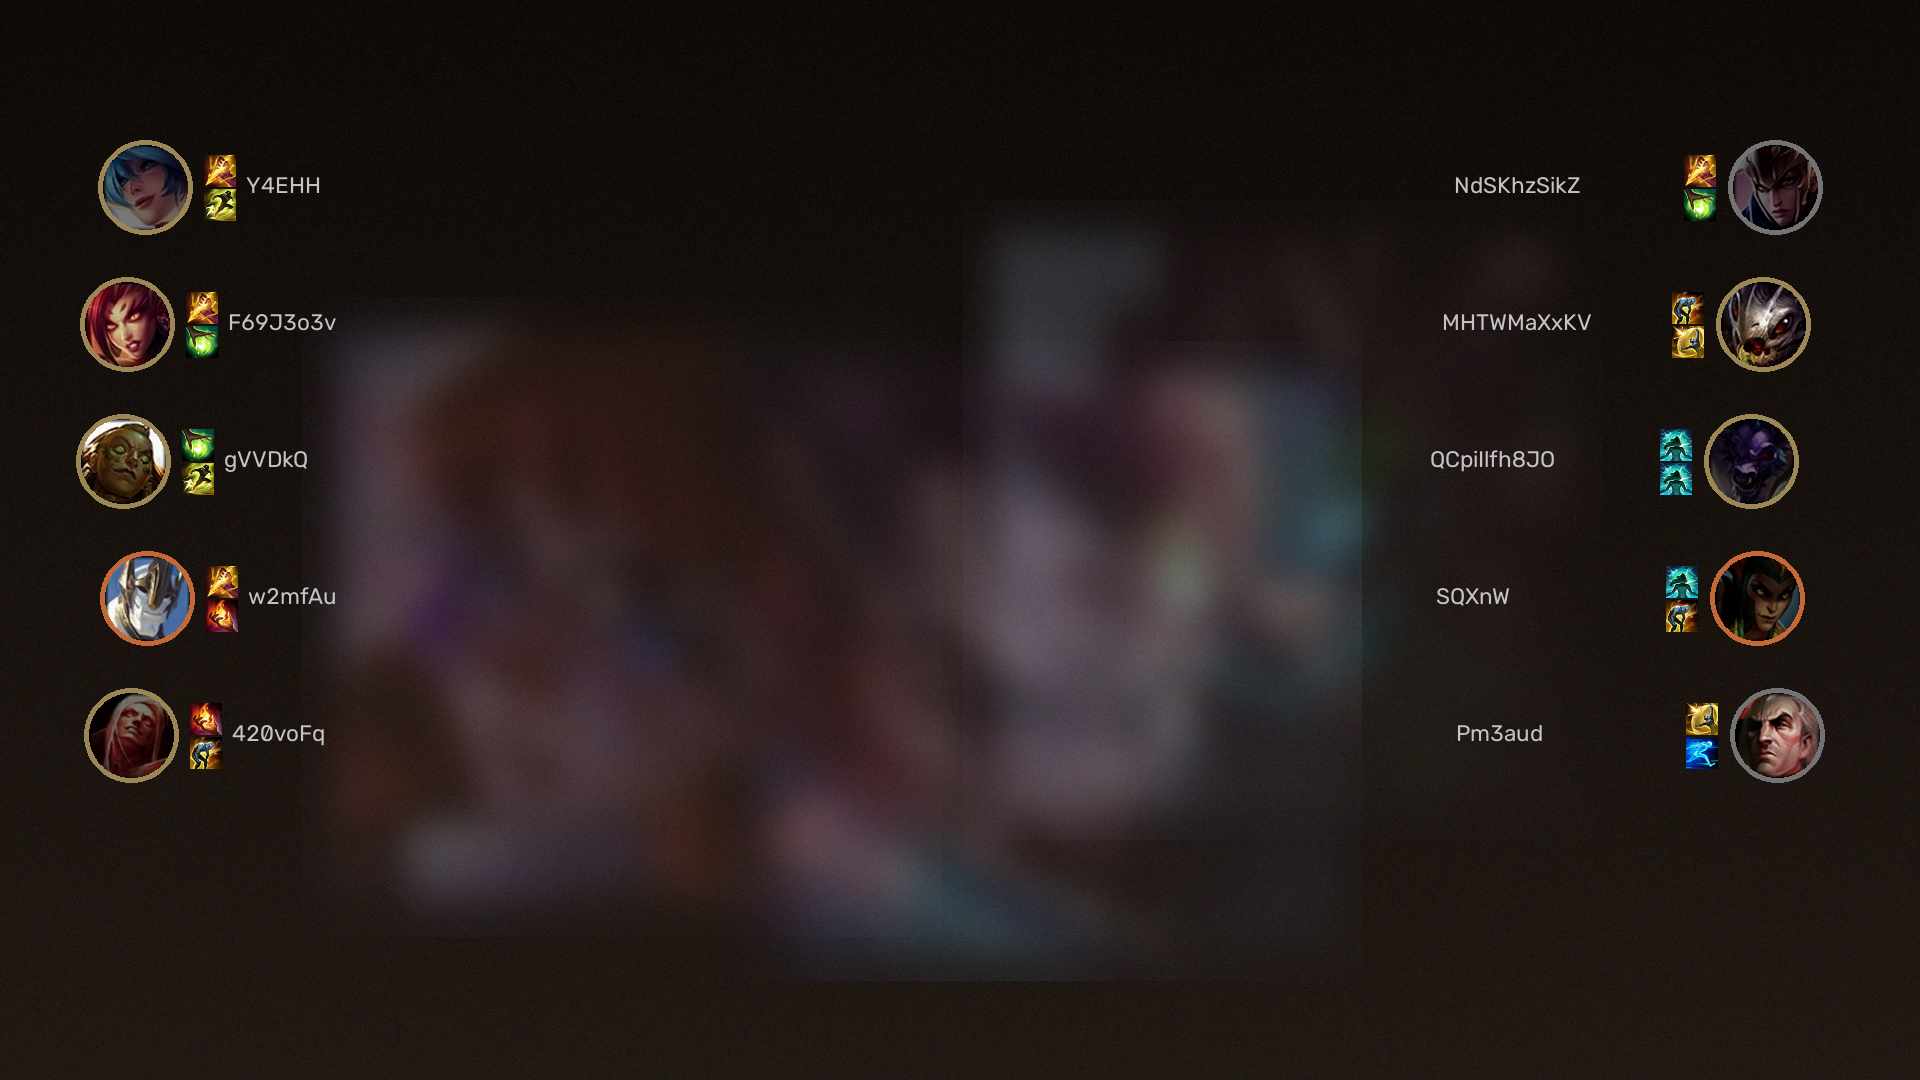 Y4EHH
F69J3o3v
gVVDkQ
w2mfAu
420voFq
NdSKhzSikZ
MHTWMaXxKV
QCpillfh8JO
SQXnW
Pm3aud